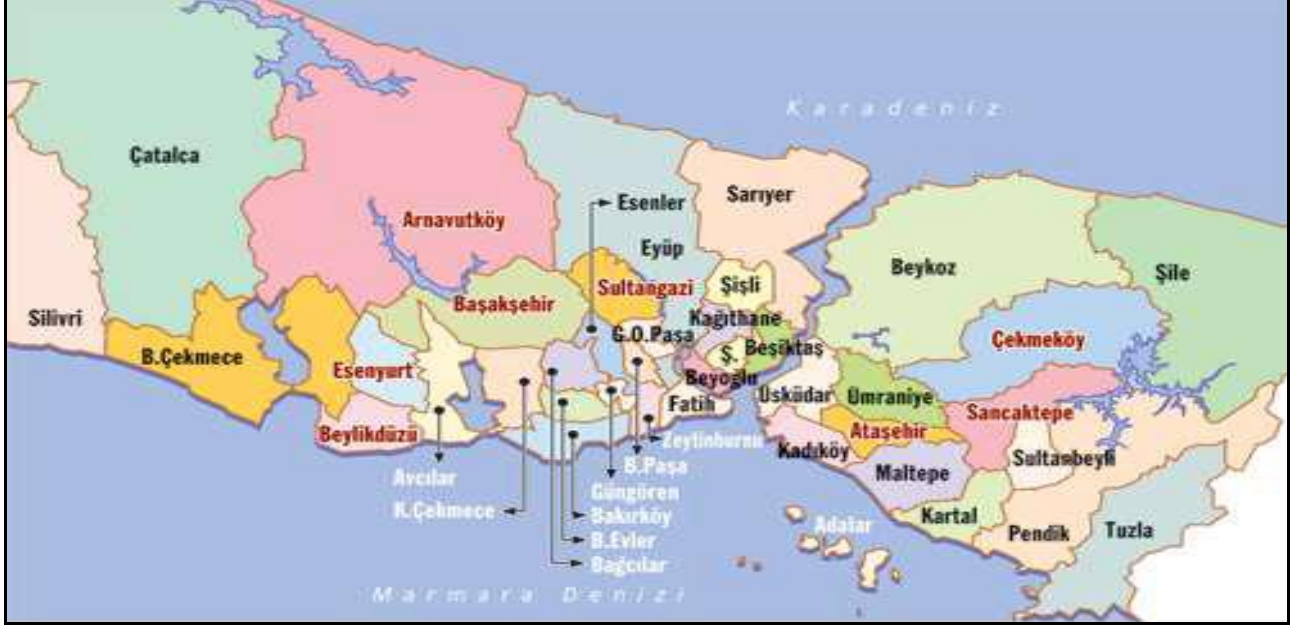 Karadeniz
Çatalca
Sarıyer
Esenler
Arnavutköy
Eyüp
Beykoz
Şile
Şişli
Sultangazi
Başakşehir
Silivri
Kağıthane
G.O.Paşa
Çekmeköy
B.Çekmece
Ş.
Beşiktaş
Esenyurt
Beyoğlu
Üsküdar
Ümraniye
Fatih
Sancaktepe
Beylikdüzü
Ataşehir
Zeytinburnu
Kadıköy
Sultanbeyli
B.Paşa
Maltepe
Avcılar
Güngören
K.Çekmece
Bakırköy
Kartal
Adalar
Pendik
Tuzla
B.Evler
Bağcılar
Marmara Denizi